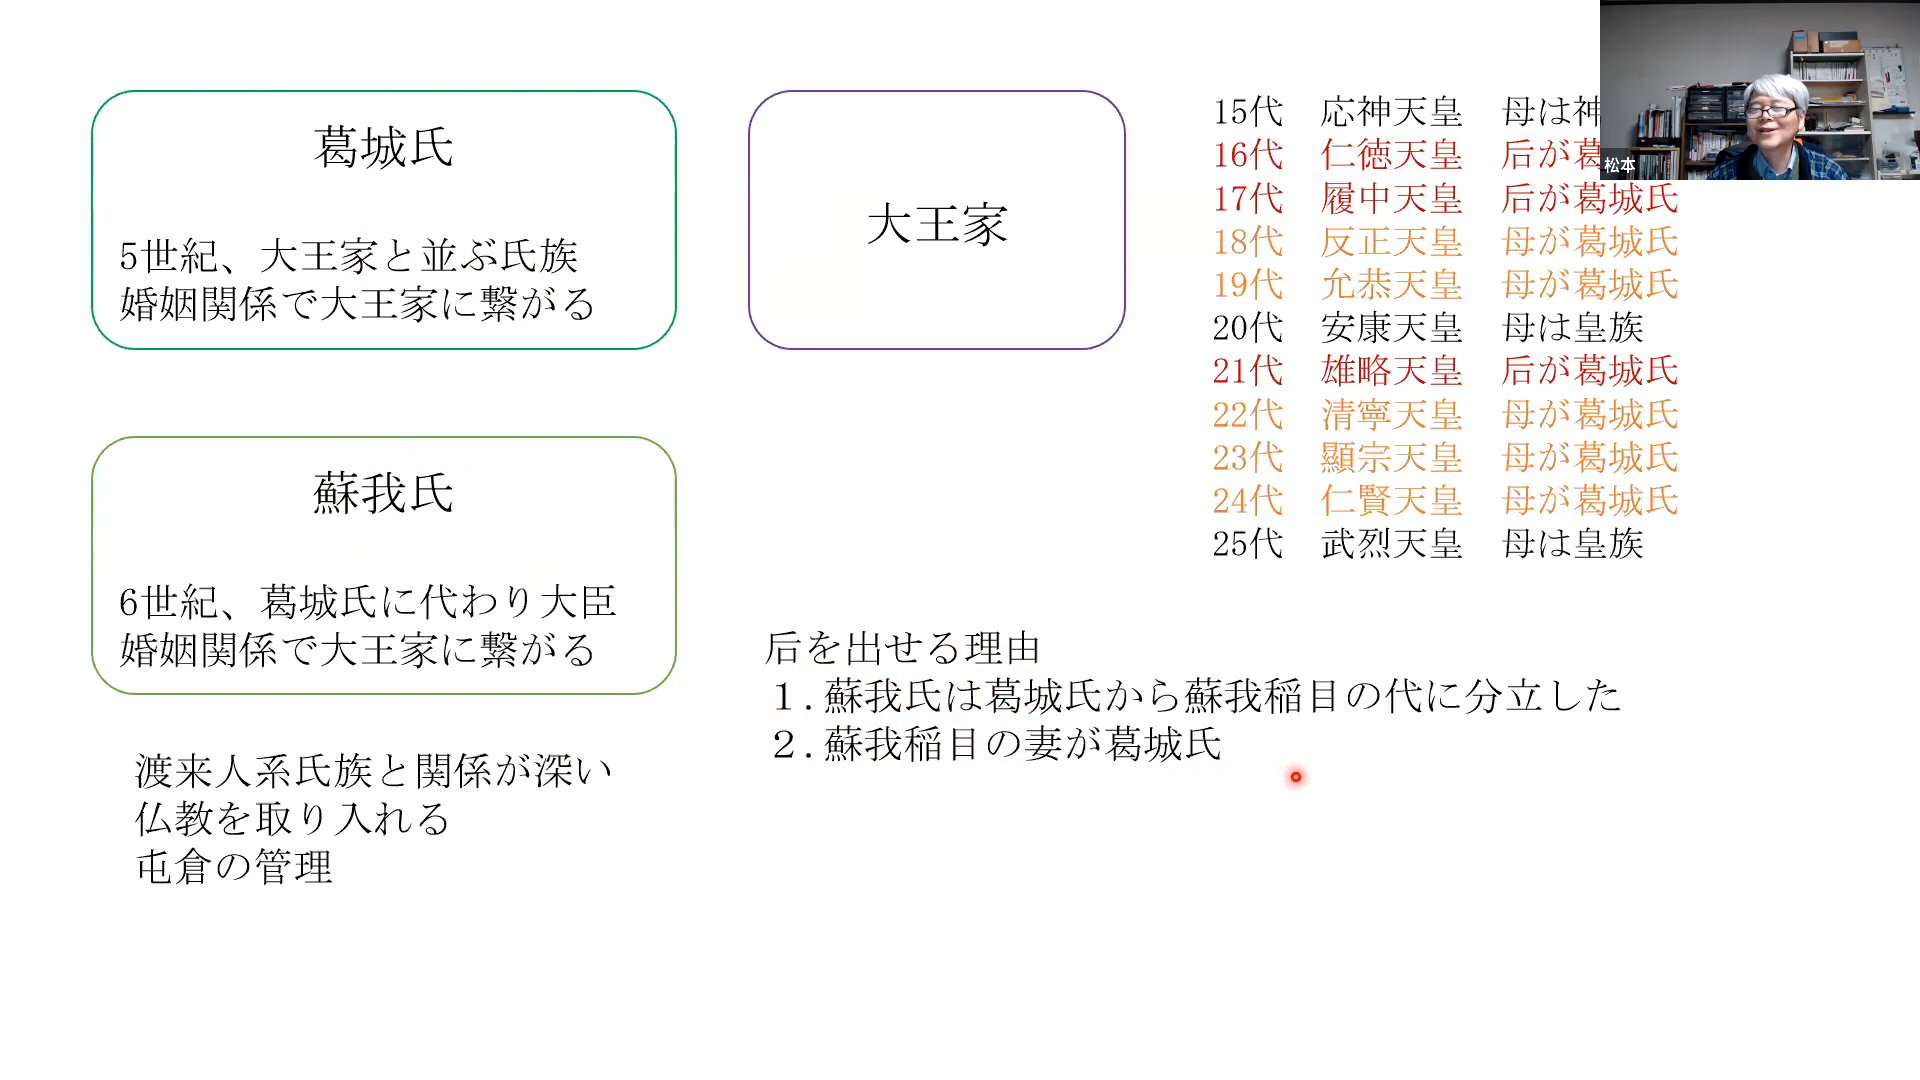 葛城氏
5世紀、大王家と並ぶ氏族
婚姻関係で大王家に繋がる
大王家
15代 応神天皇 母は神
16代 仁徳天皇 后が葛
17代 履中天皇 后が葛城氏
18代 反正天皇 母が葛城氏
19代 允恭天皇 母が葛城氏
20代 安康天皇 母は皇族
21代 雄略天皇 后が葛城氏
22代 清寧天皇 母が葛城氏
23代 顯宗天皇 母が葛城氏
24代 仁賢天皇 母が葛城氏
25代 武烈天皇 母は皇族
松本
蘇我氏
6世紀、葛城氏に代わり大臣
婚姻関係で大王家に繋がる
渡来人系氏族と関係が深い
仏教を取り入れる
屯倉の管理
后を出せる理由
１.蘇我氏は葛城氏から蘇我稲目の代に分立した
２.蘇我稲目の妻が葛城氏